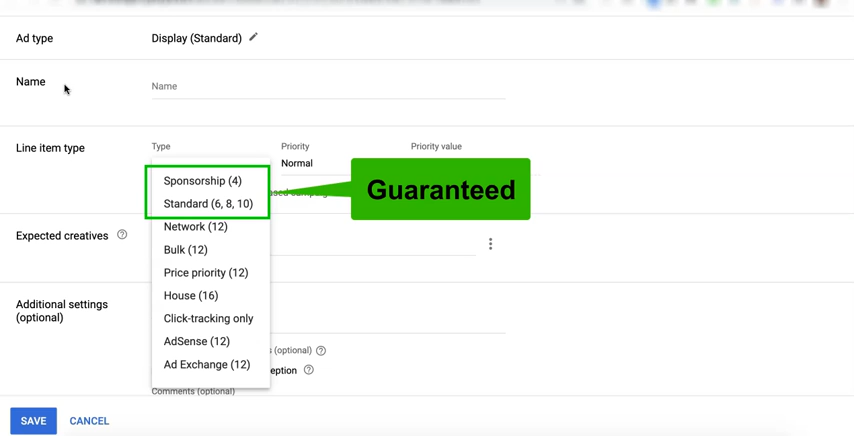 Ad type
Display (Standard)
Name
Name
Line item type
Type
Priority
Priority value
Normal
Sponsorship (4)
Guaranteed
Standard (6, 8, 10)
Network (12)
Expected creatives
Bulk (12)
Price priority (12)
House (16)
Additional settings
(optional)
Click-tracking only
AdSense (12)
(optional)
Ad Exchange (12)
Comments (optional)
SAVE
CANCEL